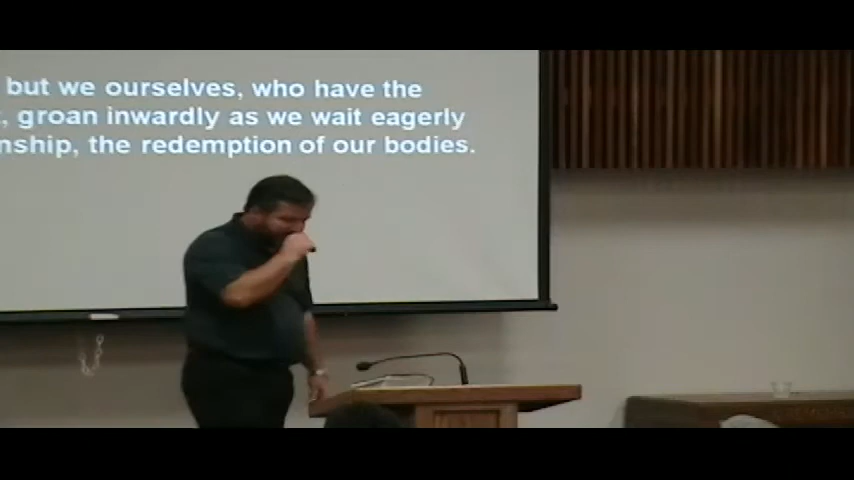 but we ourselves, who have the
, groan inwardly as we wait eagerly
nship, the redemption of our bodies.